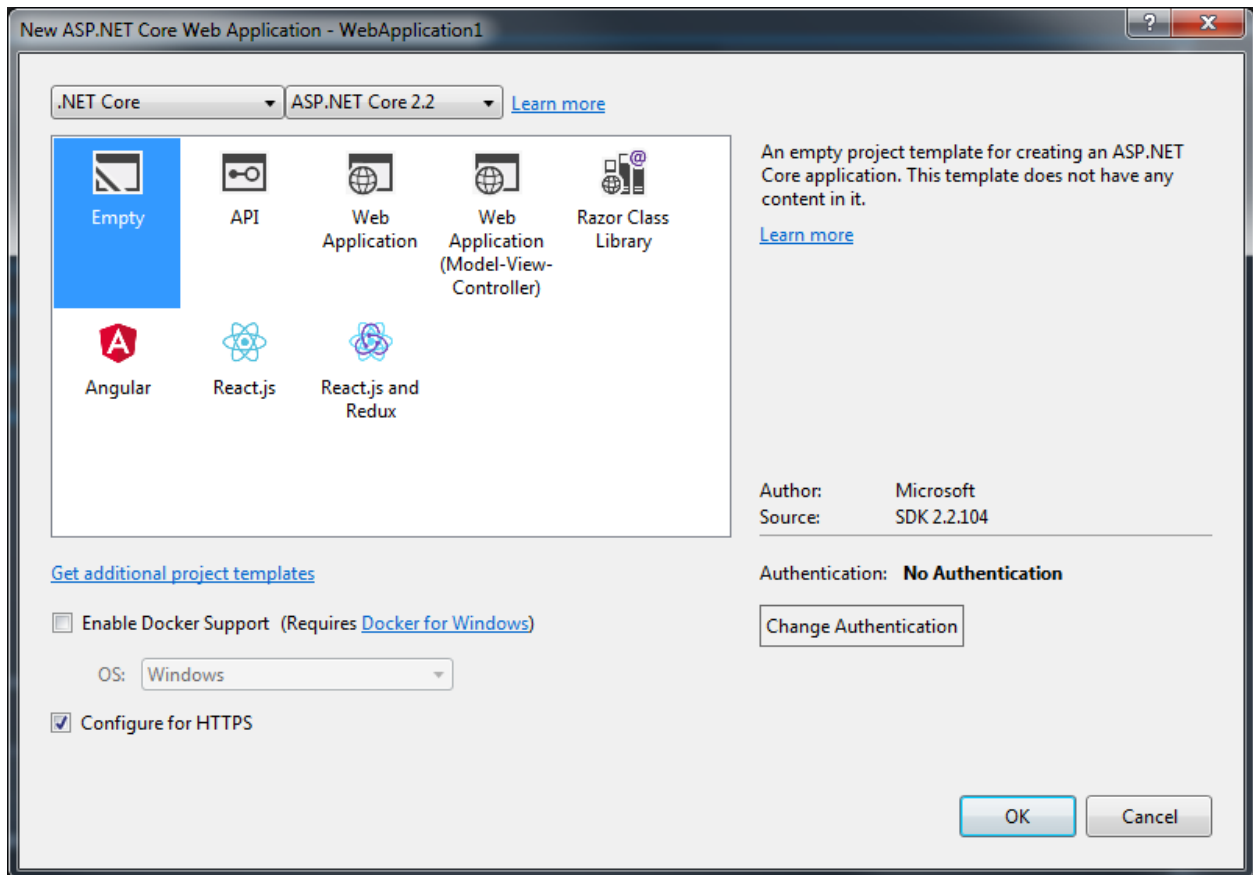 New ASP.NET Core Web Application - WebApplication1
?
.NET Core
ASP.NET Core 2.2
Learn more
Empty
API
Web
Application
Web
Application
(Model-View-
Controller)
Razor Class
Library
Angular
React.js
React.js and
Redux
An empty project template for creating an ASP.NET
Core application. This template does not have any
content in it.
Learn more
Author: Microsoft
Source: SDK 2.2.104
Get additional project templates
Authentication: No Authentication
Enable Docker Support (Requires Docker for Windows)
Change Authentication
OS: Windows
Configure for HTTPS
OK
Cancel